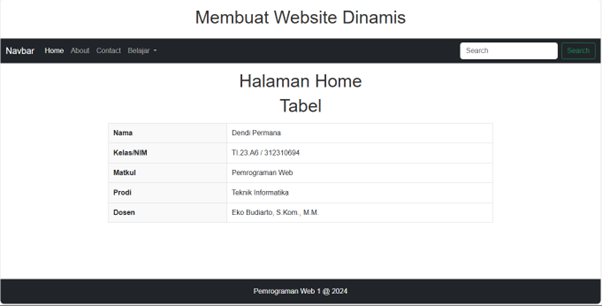 Membuat Website Dinamis
Navbar Home About Contact Belajar Search Search
Halaman Home
Tabel
Nama Dendi Permana
Kelas/NIM TI.23.A6 / 312310694
Matkul Pemrograman Web
Prodi Teknik Informatika
Dosen Eko Budiarto, S.Kom., M.M.
Pemrograman Web 1 @ 2024